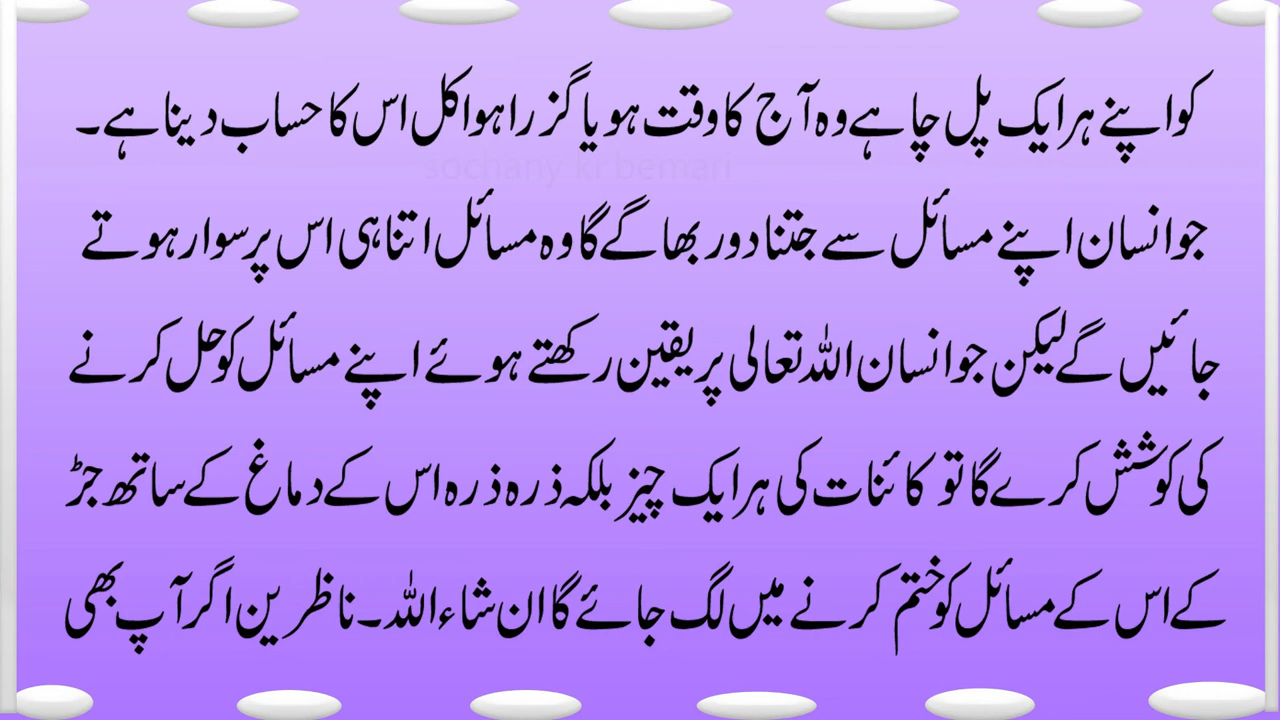 کو اپنے ہر ایک پل چاہے وہ آج کا وقت ہو یا گزرا ہوا کل اس کا حساب دینا ہے۔
sochany ki bemari
جو انسان اپنے مسائل سے جتنا دور بھاگے گا وہ مسائل اتنا ہی اس پر سوار ہوتے
جائیں گے لیکن جو انسان اللہ تعالی پر یقین رکھتے ہوئے اپنے مسائل کو حل کرنے
کی کوشش کرے گا تو کائنات کی ہر ایک چیز بلکہ ذرہ ذرہ اس کے دماغ کے ساتھ جڑ
کے اس کے مسائل کو ختم کرنے میں لگ جائے گا ان شاء اللہ۔ ناظرین اگر آپ بھی